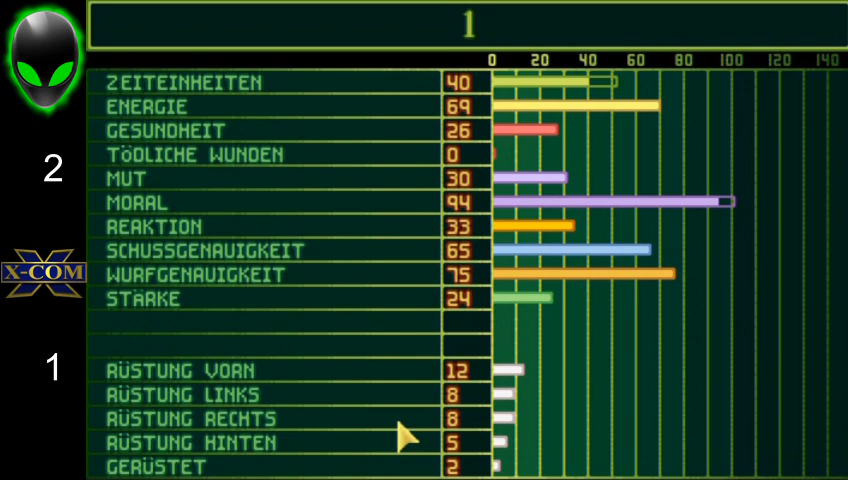 1
0 20 40 60 80 100 120 140
ZEITEINHEITEN 40
ENERGIE 69
GESUNDHEIT 26
TÖDLICHE WUNDEN 0
2
MUT 30
MORAL 94
REAKTION 33
SCHUSSGENAUIGKEIT 65
X-COM
WURFGENAUIGKEIT 75
STÄRKE 24
1
RÜSTUNG VORN 12
RÜSTUNG LINKS 8
RÜSTUNG RECHTS 8
RÜSTUNG HINTEN 5
GERÜSTET 2